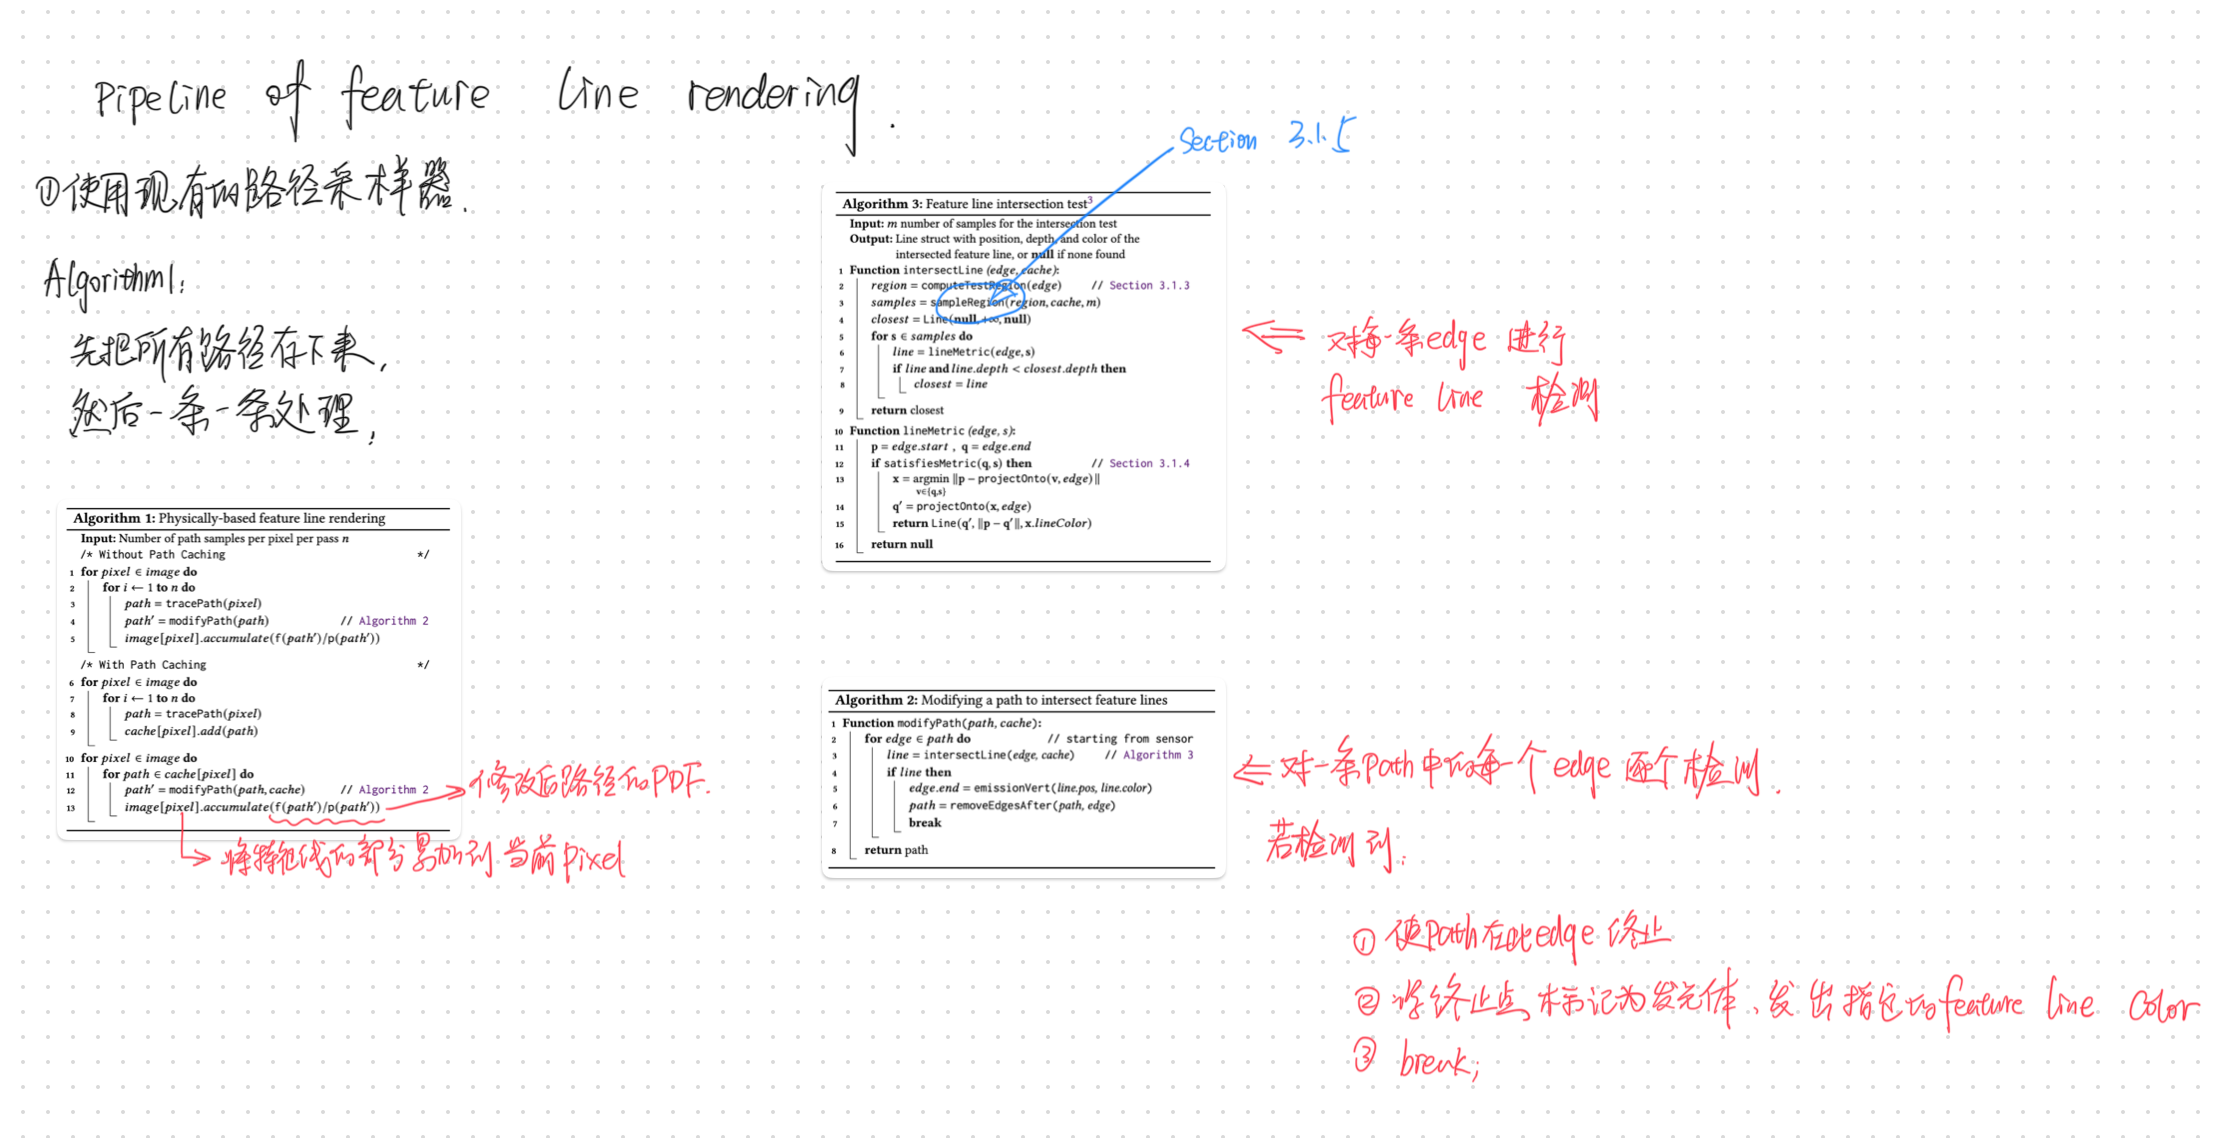 Pipeline of feature line rendering.
①使用现有的路径采样器.
Algorithm1:
先把所有路径存下来,
然后一条一条处理,
Algorithm 1: Physically-based feature line rendering
Input: Number of path samples per pixel per pass n
/* Without Path Caching */
1 for pixel ∈ image do
2 for i ← 1 to n do
3 path = tracePath(pixel)
4 path′ = modifyPath(path) // Algorithm 2
5 image[pixel].accumulate(f(path′)/p(path′))
/* With Path Caching */
6 for pixel ∈ image do
7 for i ← 1 to n do
8 path = tracePath(pixel)
9 cache[pixel].add(path)
10 for pixel ∈ image do
11 for path ∈ cache[pixel] do
12 path′ = modifyPath(path, cache) // Algorithm 2
13 image[pixel].accumulate(f(path′)/p(path′))
修改后路径的PDF.
将特征线的部分累加到当前pixel
Section 3.1.5
Algorithm 3: Feature line intersection test3
Input: m number of samples for the intersection test
Output: Line struct with position, depth, and color of the
intersected feature line, or null if none found
1 Function intersectLine (edge, cache):
2 region = computeTestRegion(edge) // Section 3.1.3
3 samples = sampleRegion(region, cache, m)
4 closest = Line(null, +∞, null)
5 for s ∈ samples do
6 line = lineMetric(edge, s)
7 if line and line.depth < closest.depth then
8 closest = line
9 return closest
10 Function lineMetric (edge, s):
11 p = edge.start , q = edge.end
12 if satisfiesMetric(q, s) then // Section 3.1.4
13 x = argmin ||p − projectOnto(v, edge)||
v∈{q,s}
14 q′ = projectOnto(x, edge)
15 return Line(q′, ||p − q′||, x.lineColor)
16 return null
⇐ 对每一条edge 进行
feature line 检测
Algorithm 2: Modifying a path to intersect feature lines
1 Function modifyPath(path, cache):
2 for edge ∈ path do // starting from sensor
3 line = intersectLine(edge, cache) // Algorithm 3
4 if line then
5 edge.end = emissionVert(line.pos, line.color)
6 path = removeEdgesAfter(path, edge)
7 break
8 return path
⇐ 对一条Path中的每一个edge 逐个检测.
若检测到:
① 使path在此edge 终止
② 将终止点 标记为发光体、发出指定的feature line Color
③ break;